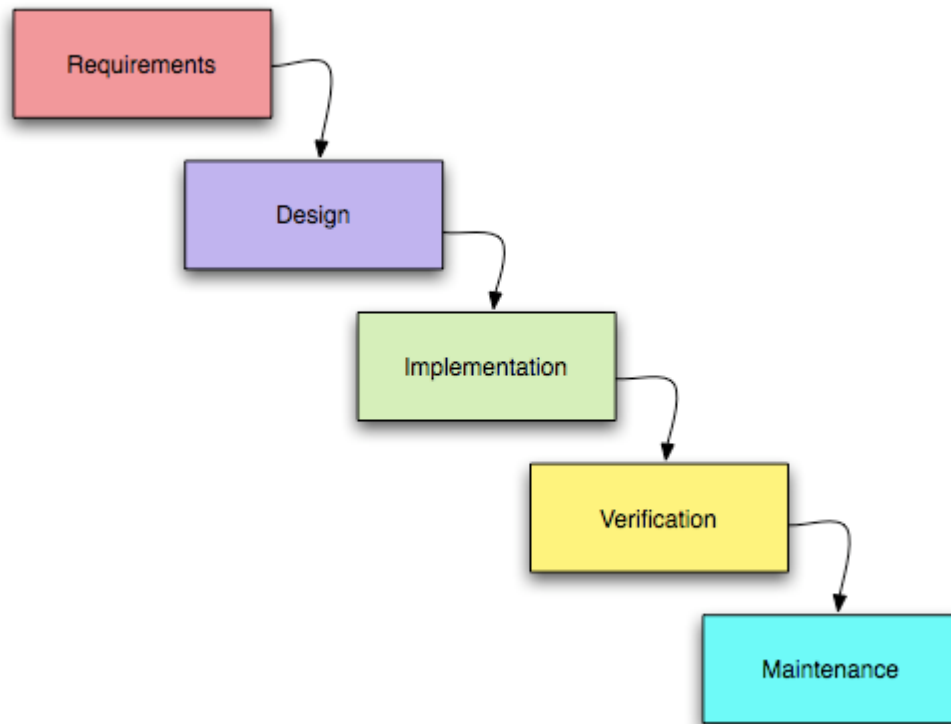 Requirements
Design
Implementation
Verification
Maintenance